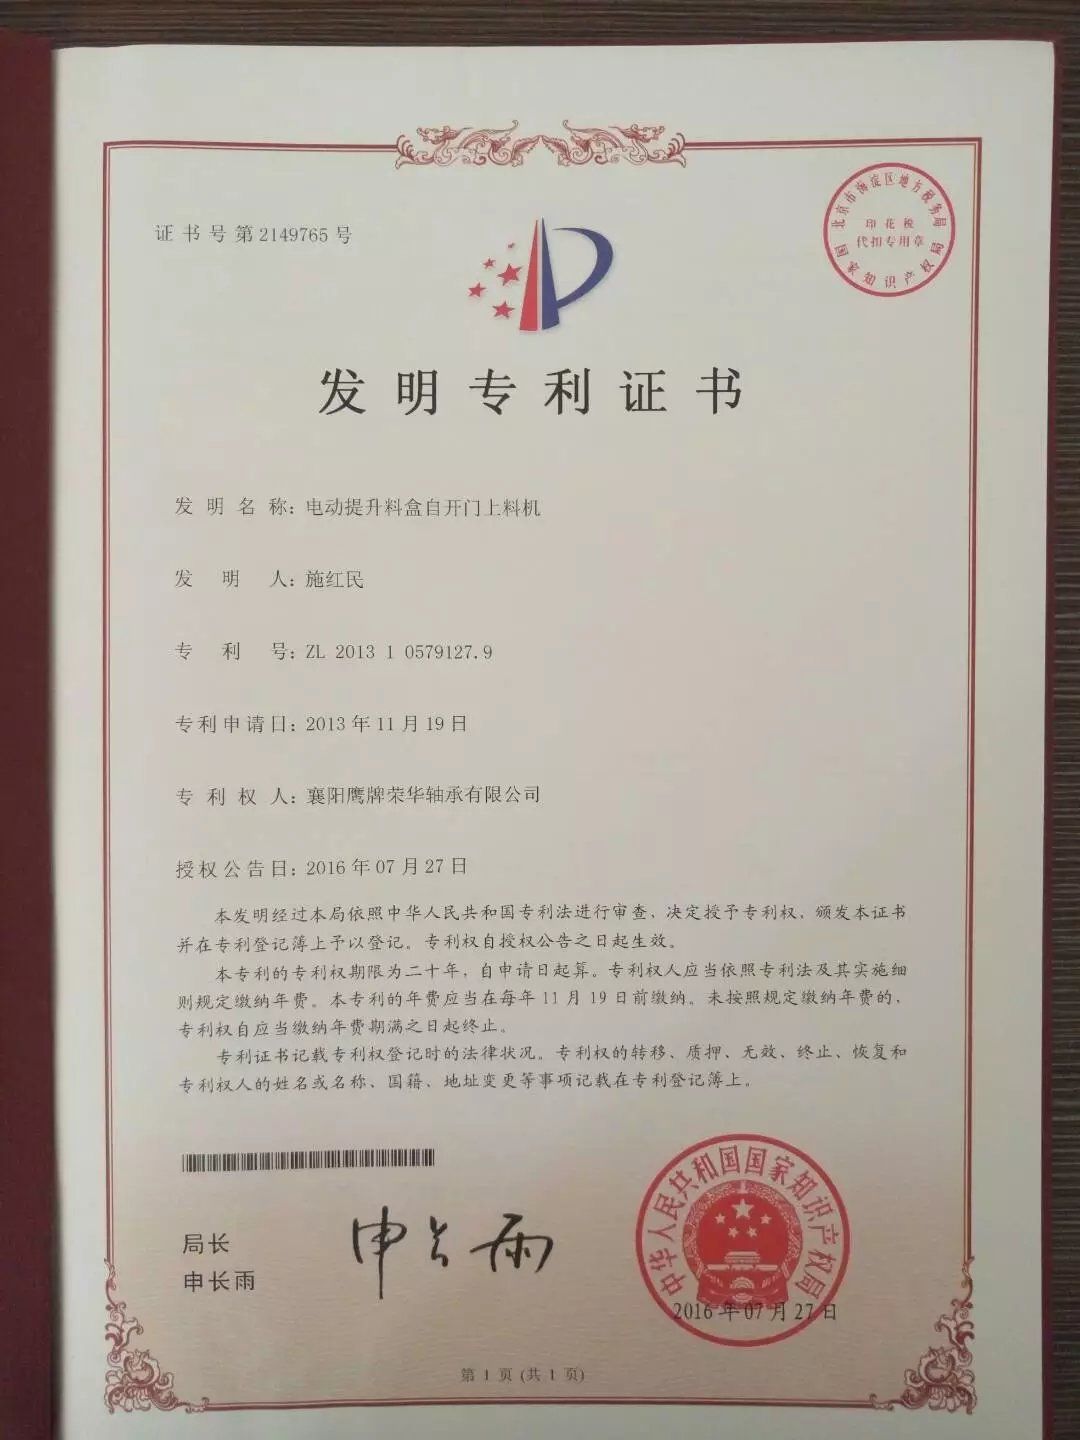 证书号第2149765号
北京市海淀区地方税务局
印花税
代扣专用章
国家知识产权局
发明专利证书
发明名称：电动提升料盒自开门上料机
发明人：施红民
专利号：ZL 2013 1 0579127.9
专利申请日：2013年11月19日
专利权人：襄阳鹰牌荣华轴承有限公司
授权公告日：2016年07月27日
本发明经过本局依照中华人民共和国专利法进行审查，决定授予专利权，颁发本证书
并在专利登记簿上予以登记。专利权自授权公告之日起生效。
本专利的专利权期限为二十年，自申请日起算。专利权人应当依照专利法及其实施细
则规定缴纳年费。本专利的年费应当在每年11月19日前缴纳。未按照规定缴纳年费的，
专利权自应当缴纳年费期满之日起终止。
专利证书记载专利权登记时的法律状况。专利权的转移、质押、无效、终止、恢复和
专利权人的姓名或名称、国籍、地址变更等事项记载在专利登记簿上。
局长
申长雨
申长雨
中华人民共和国国家知识产权局
2016年07月27日
第1页(共1页)